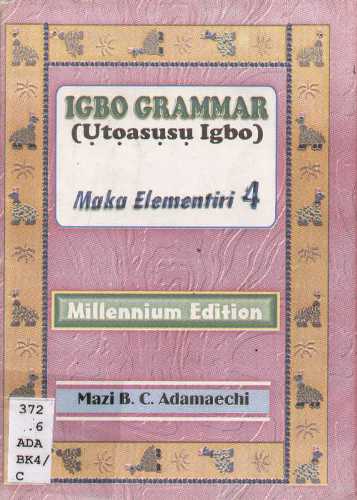 IGBO GRAMMAR
(Ụtọasụsụ Igbo)
Maka Elementiri 4
Millennium Edition
Mazi B. C. Adamaechi
372
..6
ADA
BK4/
C